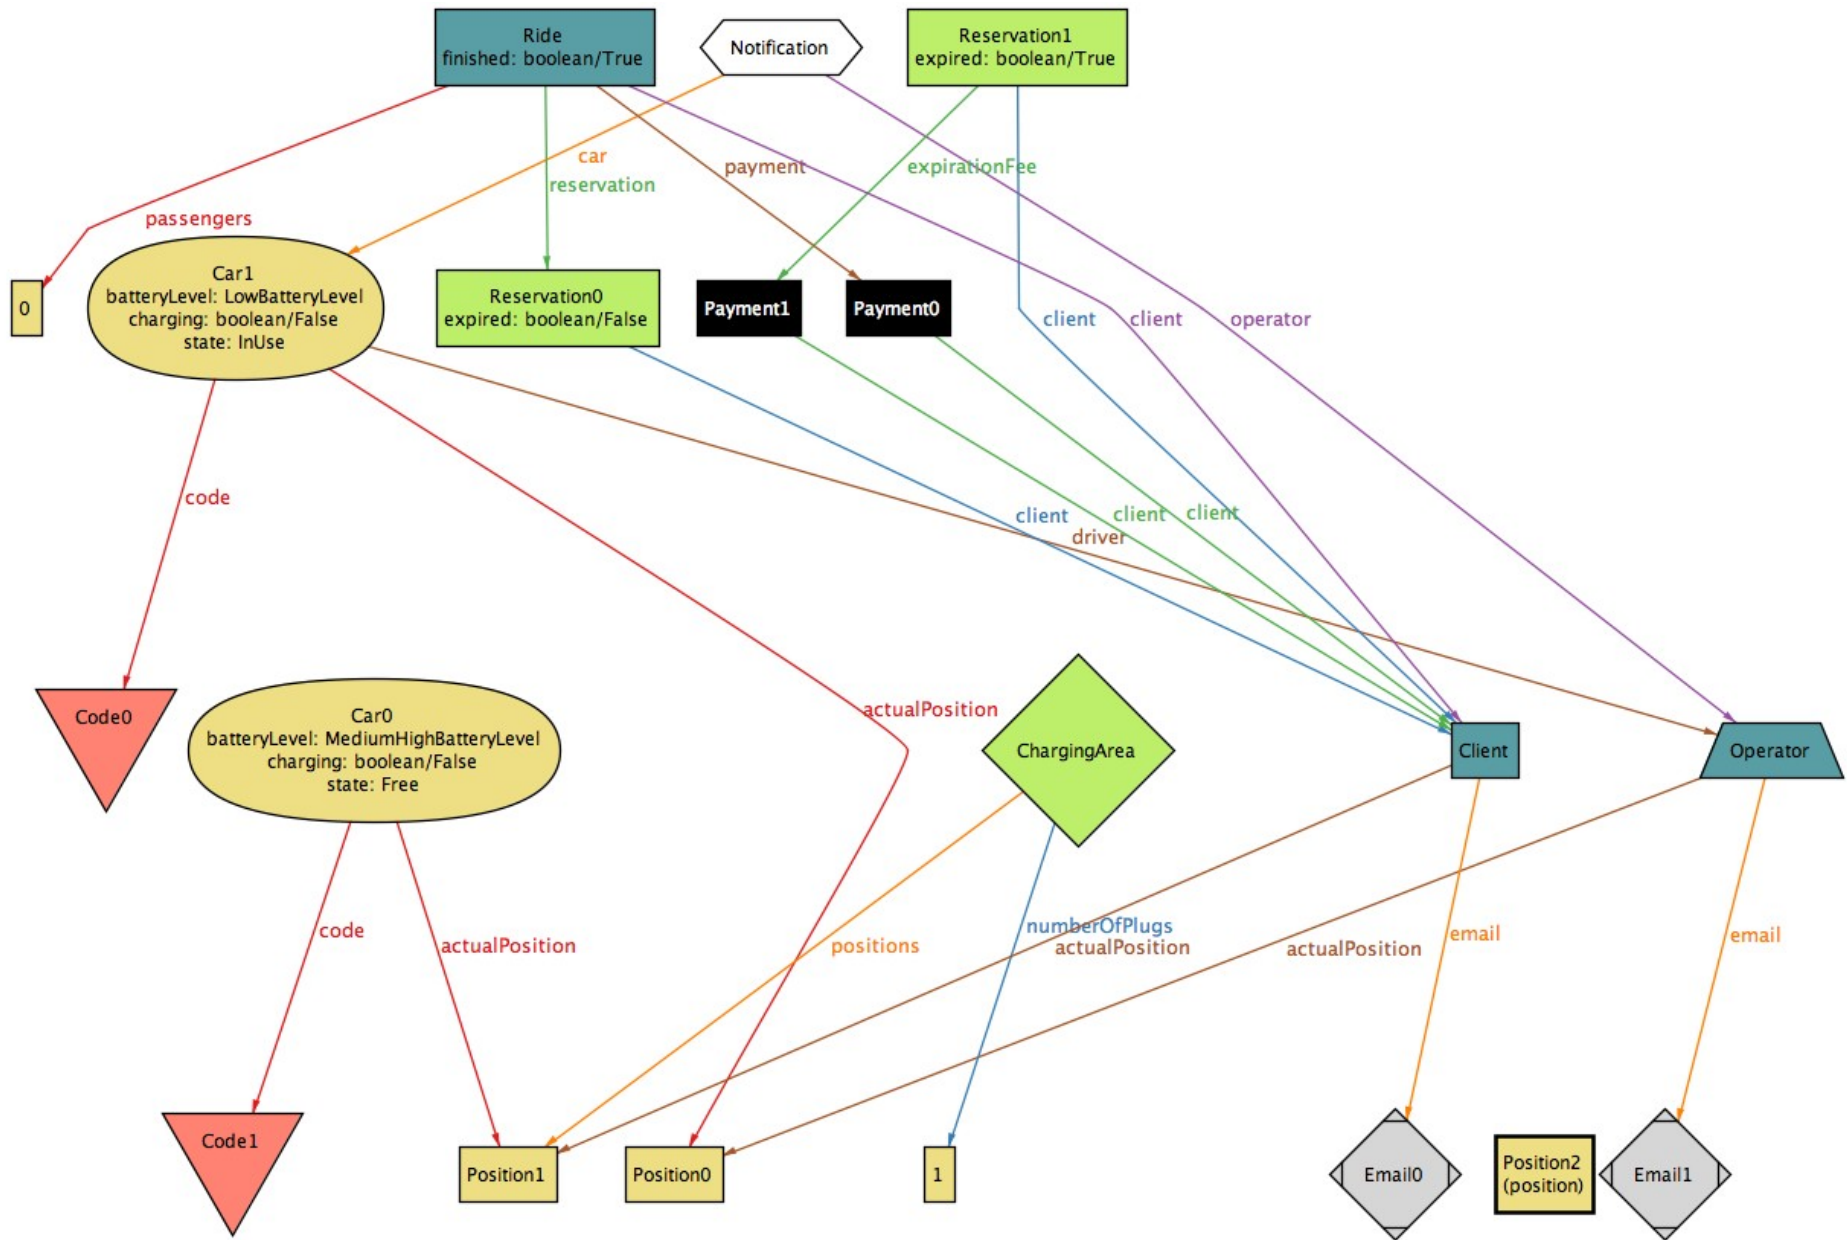 Ride
finished: boolean/True
Notification
Reservation1
expired: boolean/True
car
payment
expirationFee
reservation
passengers
0
Car1
batteryLevel: LowBatteryLevel
charging: boolean/False
state: InUse
Reservation0
expired: boolean/False
Payment1
Payment0
client
client
operator
code
client
client
client
driver
actualPosition
Code0
Car0
batteryLevel: MediumHighBatteryLevel
charging: boolean/False
state: Free
ChargingArea
Client
Operator
code
actualPosition
positions
numberOfPlugs
actualPosition
actualPosition
email
email
Code1
Position1
Position0
1
Email0
Position2
(position)
Email1